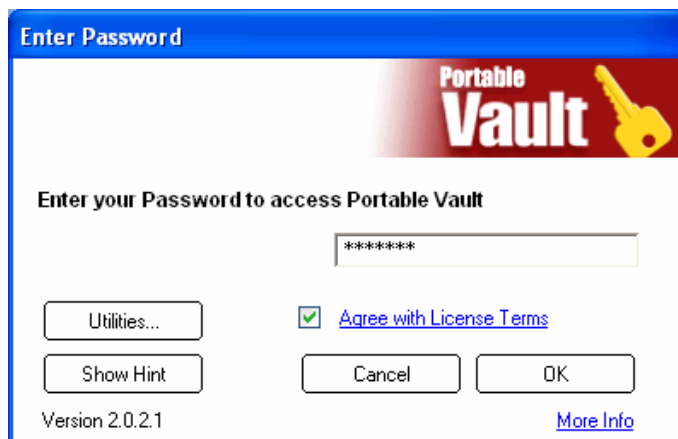 Enter Password
Portable
Vault
Enter your Password to access Portable Vault
*******
Utilities...
Agree with License Terms
Show Hint
Cancel
OK
Version 2.0.2.1
More Info